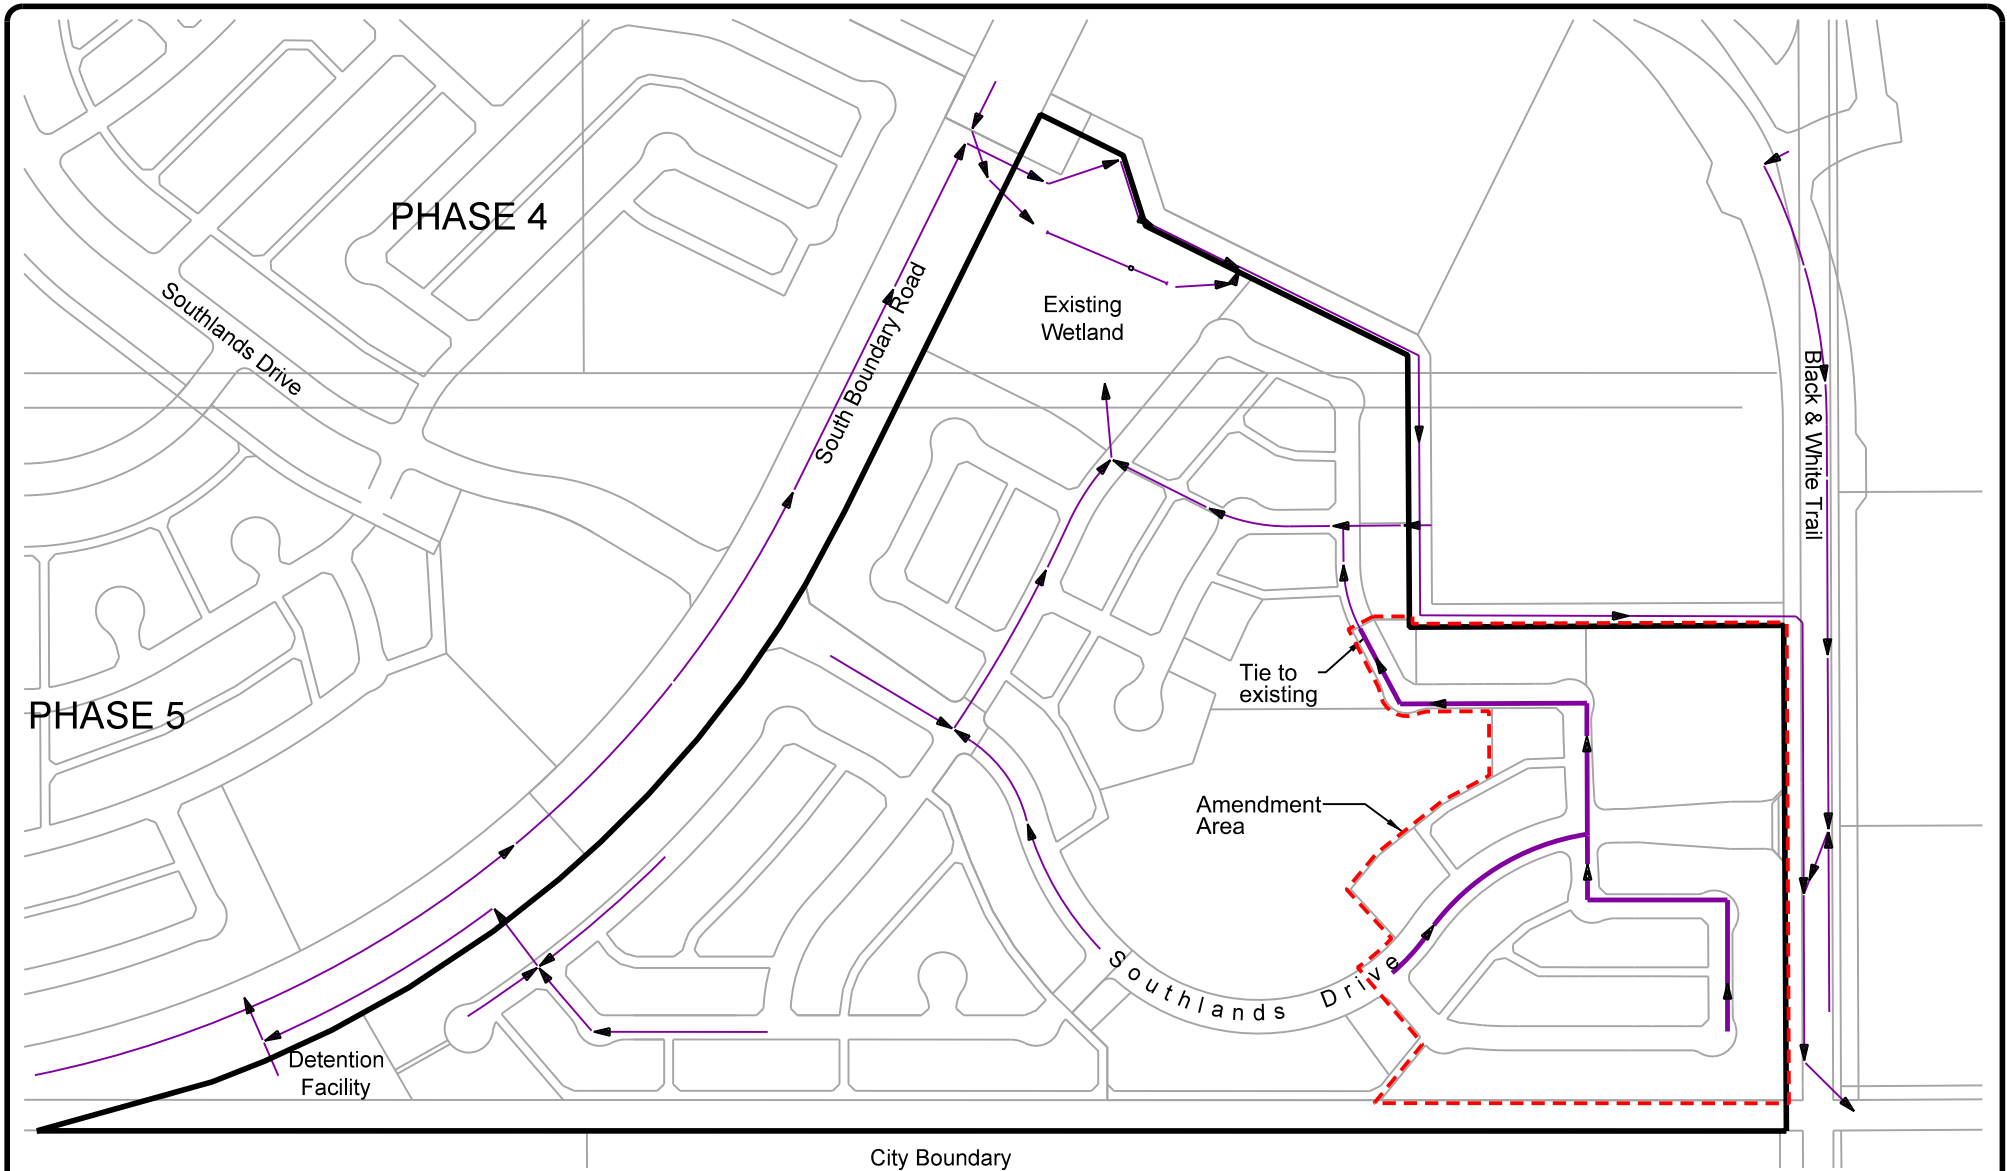 PHASE 4
Southlands Drive
South Boundary Road
Existing
Wetland
Black & White Trail
PHASE 5
Tie to
existing
Amendment
Area
Southlands Drive
Detention
Facility
City Boundary